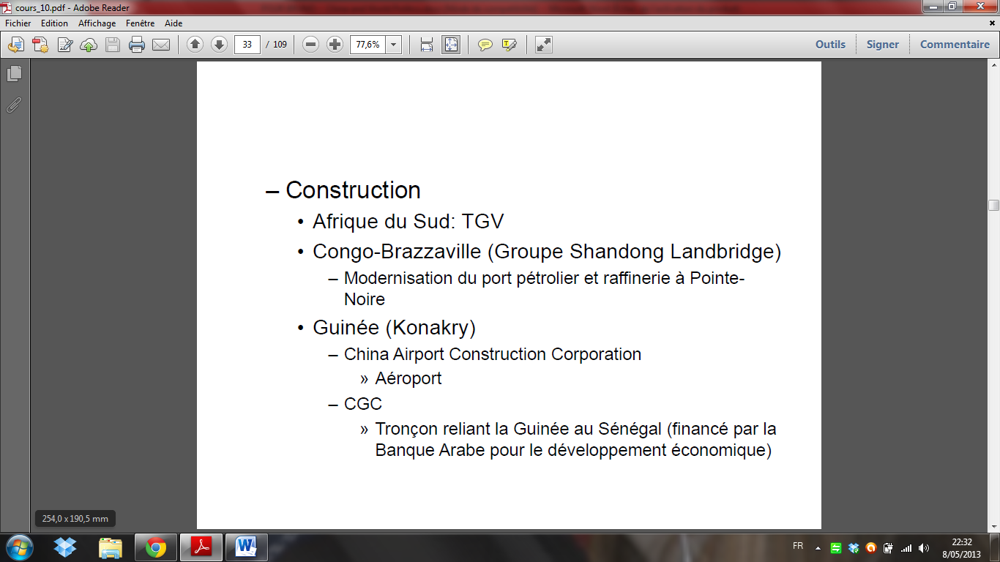 cours_10.pdf - Adobe Reader
Fichier Edition Affichage Fenêtre Aide
33 / 109 77,6% Outils Signer Commentaire
– Construction
• Afrique du Sud: TGV
• Congo-Brazzaville (Groupe Shandong Landbridge)
– Modernisation du port pétrolier et raffinerie à Pointe-
Noire
• Guinée (Konakry)
– China Airport Construction Corporation
» Aéroport
– CGC
» Tronçon reliant la Guinée au Sénégal (financé par la
Banque Arabe pour le développement économique)
254,0 x 190,5 mm
FR 22:32
8/05/2013